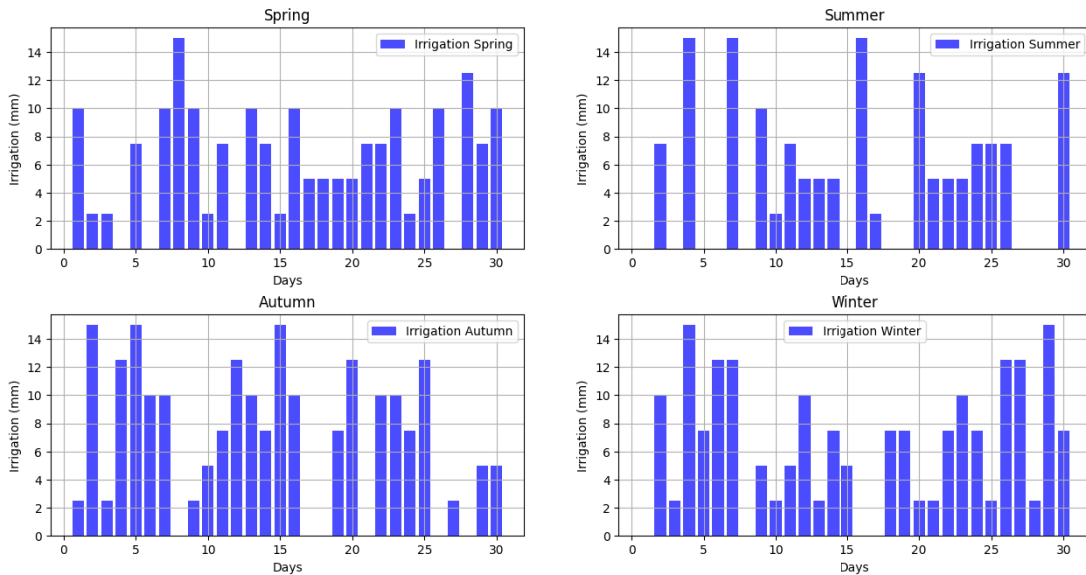 Spring
Irrigation (mm)
14
12
10
8
6
4
2
0
Irrigation Spring
0 5 10 15 20 25 30
Days
Summer
Irrigation (mm)
14
12
10
8
6
4
2
0
Irrigation Summer
0 5 10 15 20 25 30
Days
Autumn
Irrigation (mm)
14
12
10
8
6
4
2
0
Irrigation Autumn
0 5 10 15 20 25 30
Days
Winter
Irrigation (mm)
14
12
10
8
6
4
2
0
Irrigation Winter
0 5 10 15 20 25 30
Days